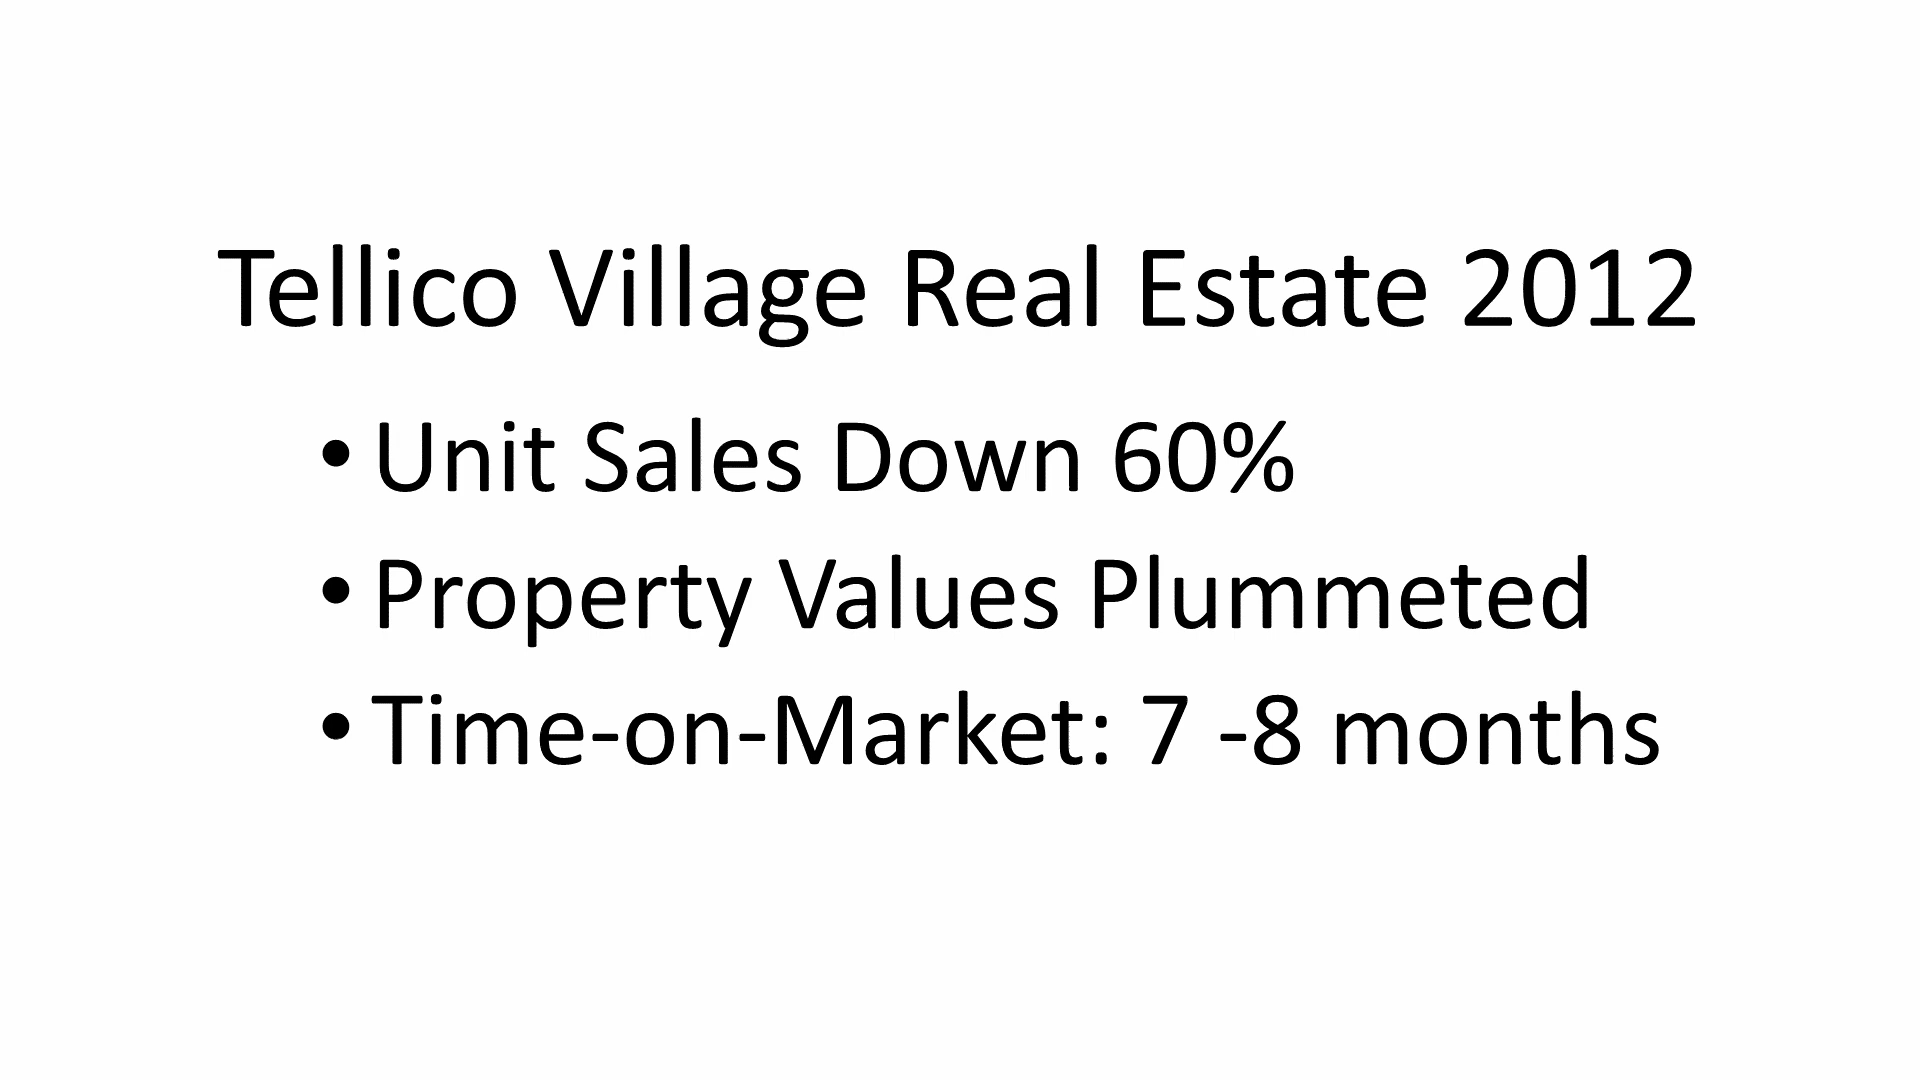 Tellico Village Real Estate 2012
• Unit Sales Down 60%
• Property Values Plummeted
• Time-on-Market: 7 -8 months